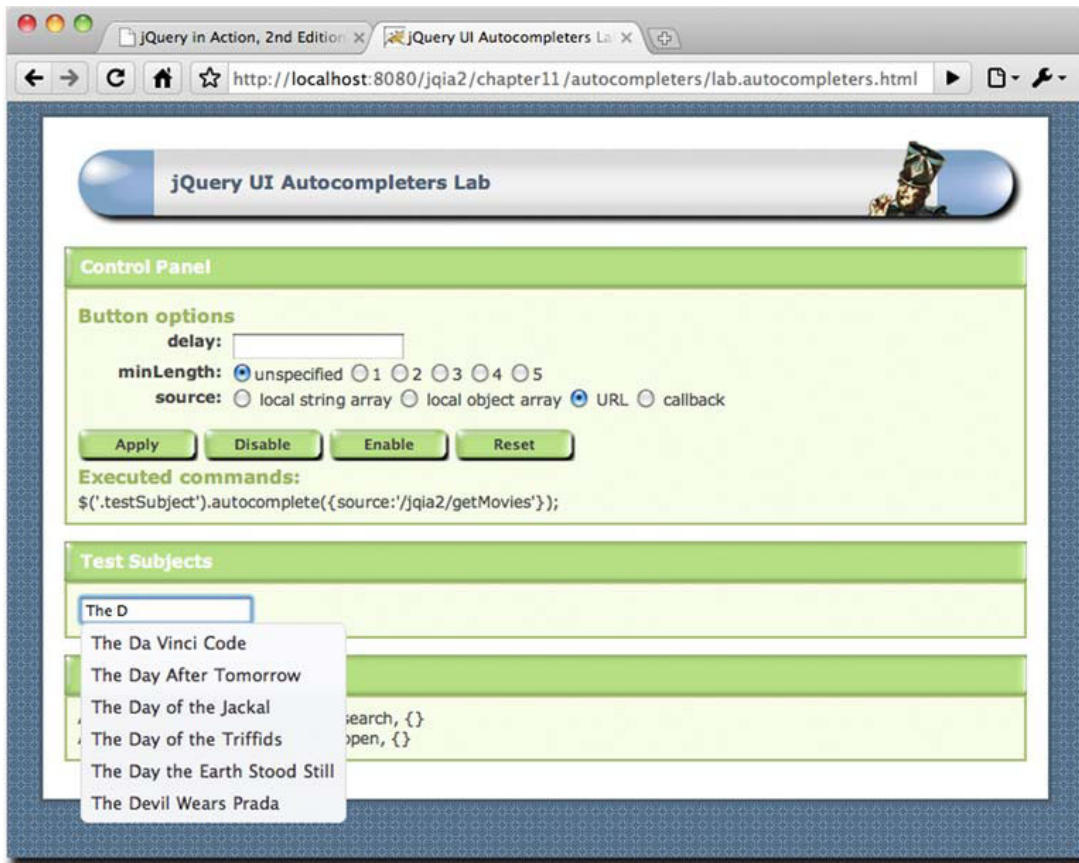 jQuery in Action, 2nd Edition
jQuery UI Autocompleters La
http://localhost:8080/jqia2/chapter11/autocompleters/lab.autocompleters.html
jQuery UI Autocompleters Lab
Control Panel
Button options
delay:
minLength: unspecified 1 2 3 4 5
source: local string array local object array URL callback
Apply Disable Enable Reset
Executed commands:
$('.testSubject').autocomplete({source:'/jqia2/getMovies'});
Test Subjects
The D
The Da Vinci Code
The Day After Tomorrow
The Day of the Jackal
search, {}
The Day of the Triffids
open, {}
The Day the Earth Stood Still
The Devil Wears Prada